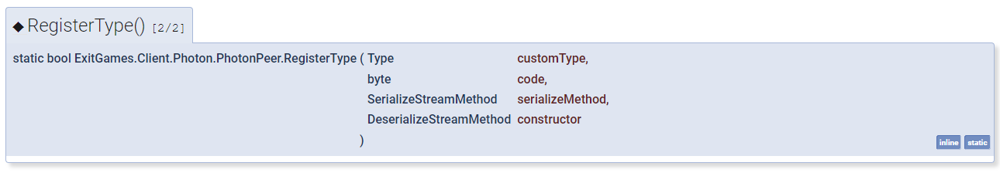 ◆ RegisterType() [2/2]
static bool ExitGames.Client.Photon.PhotonPeer.RegisterType ( Type customType,
byte code,
SerializeStreamMethod serializeMethod,
DeserializeStreamMethod constructor
)
inline static